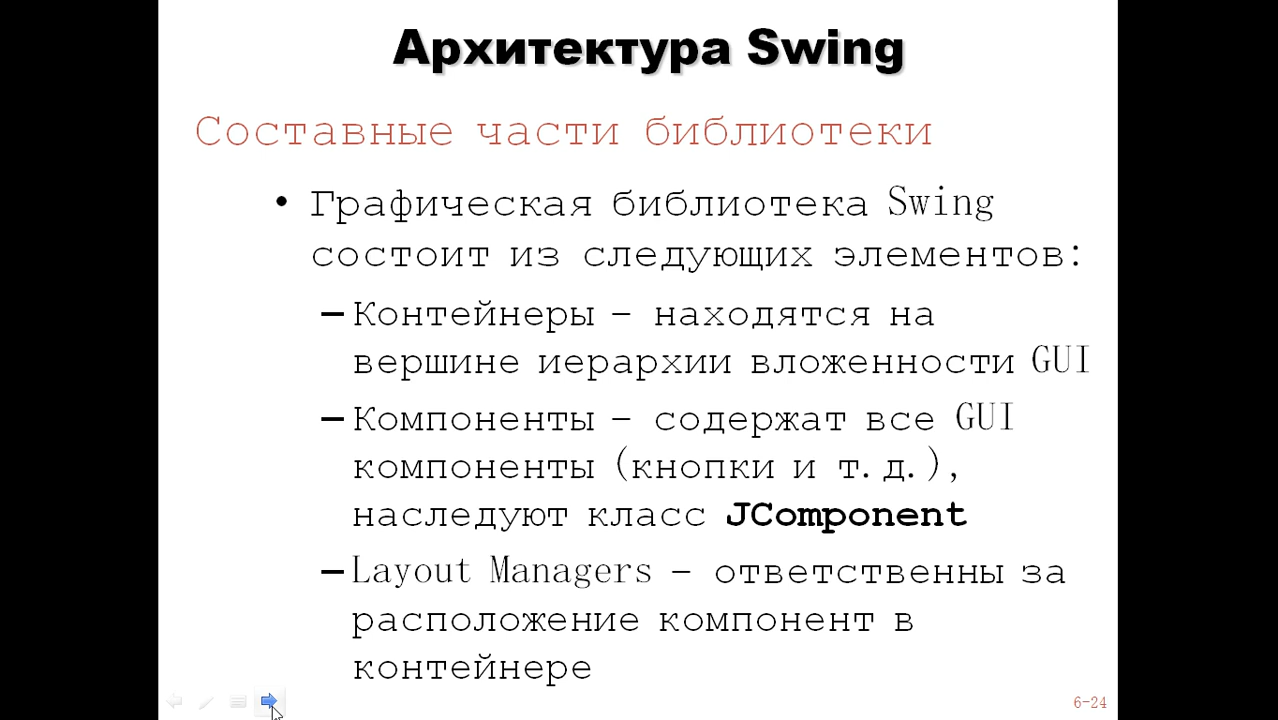 Архитектура Swing
Составные части библиотеки
• Графическая библиотека Swing
состоит из следующих элементов:
–Контейнеры – находятся на
вершине иерархии вложенности GUI
–Компоненты – содержат все GUI
компоненты (кнопки и т.д.),
наследуют класс JComponent
–Layout Managers – ответственны за
расположение компонент в
контейнере
6-24